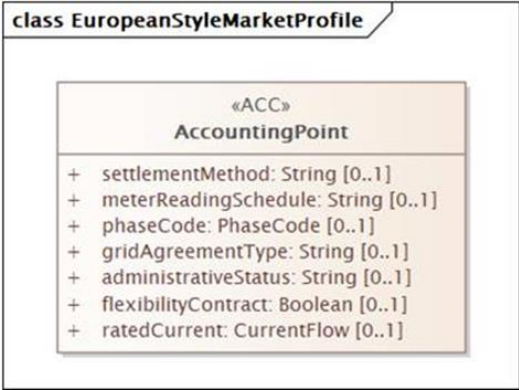 class EuropeanStyleMarketProfile
«ACC»
AccountingPoint
+ settlementMethod: String [0..1]
+ meterReadingSchedule: String [0..1]
+ phaseCode: PhaseCode [0..1]
+ gridAgreementType: String [0..1]
+ administrativeStatus: String [0..1]
+ flexibilityContract: Boolean [0..1]
+ ratedCurrent: CurrentFlow [0..1]